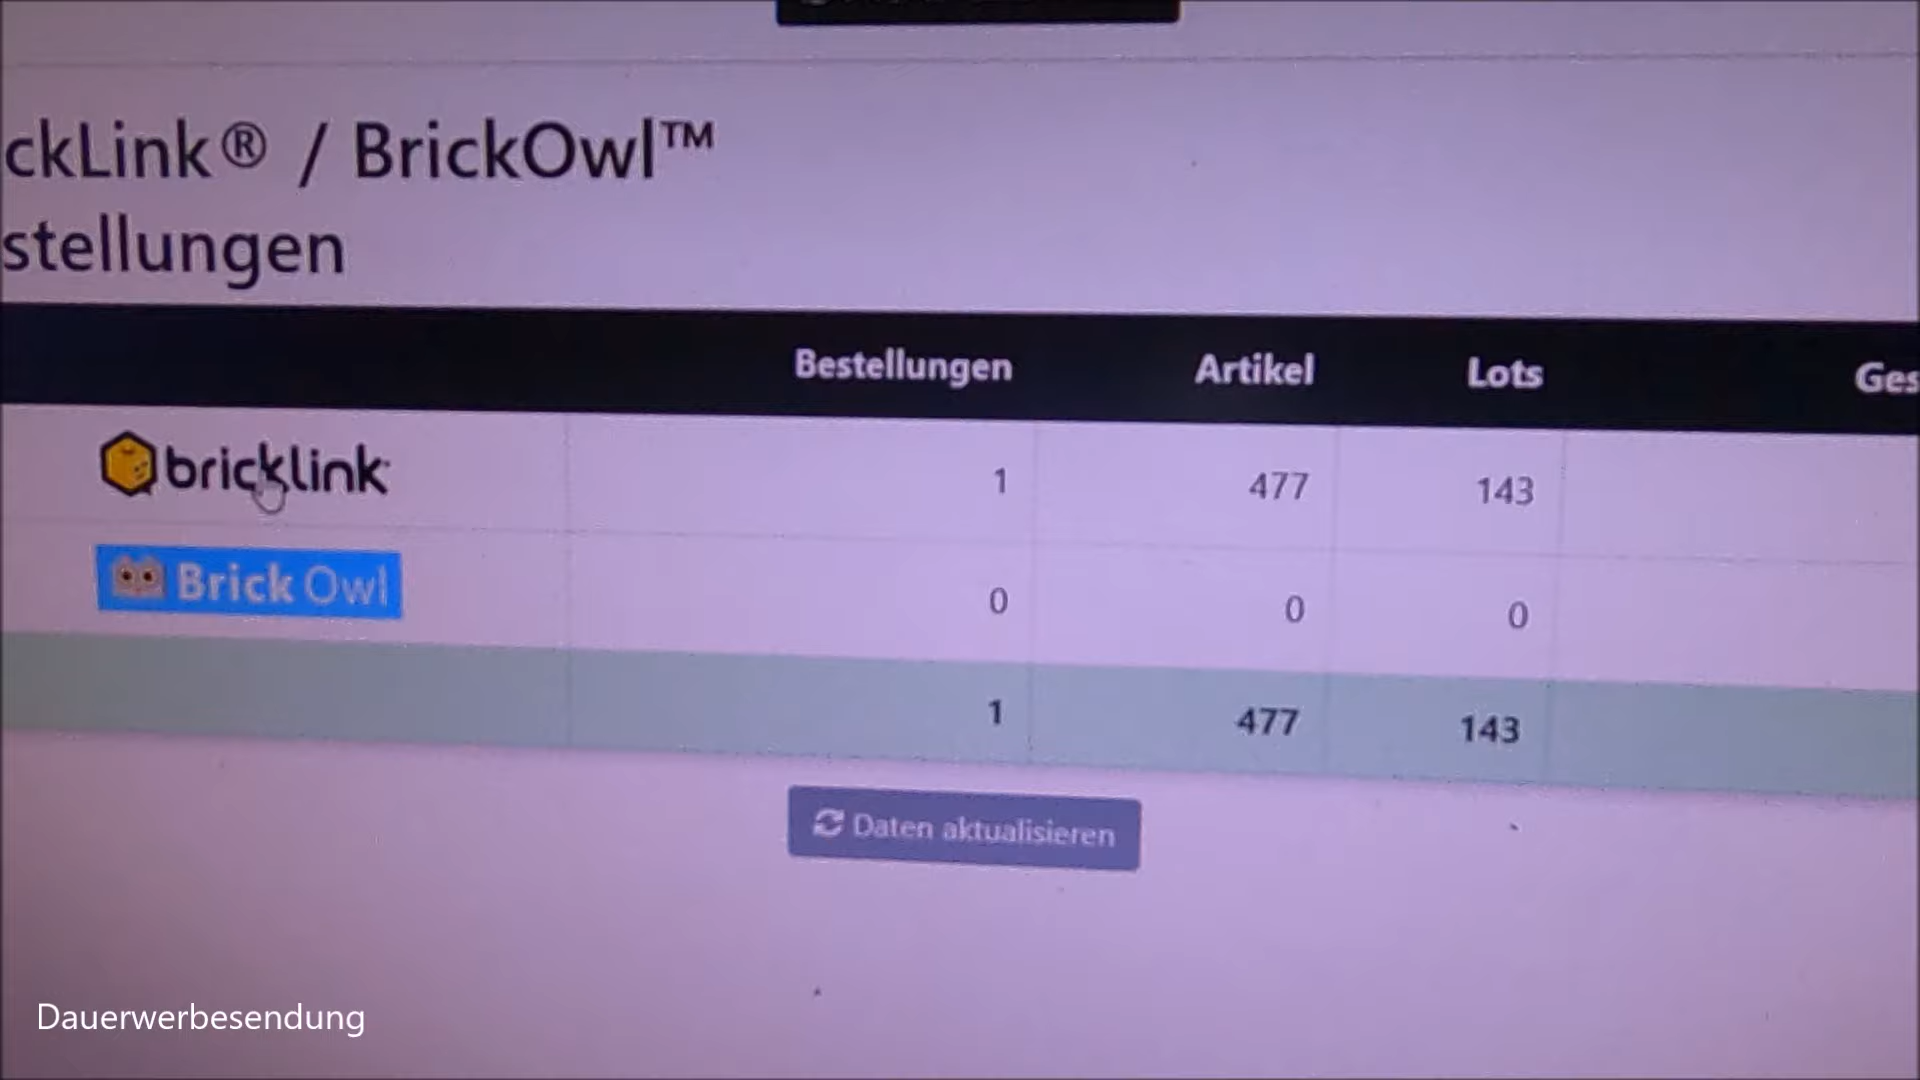 ckLink® / BrickOwl™
stellungen
Bestellungen Artikel Lots Ges
bricklink 1 477 143
Brick Owl 0 0 0
1 477 143
Daten aktualisieren
Dauerwerbesendung